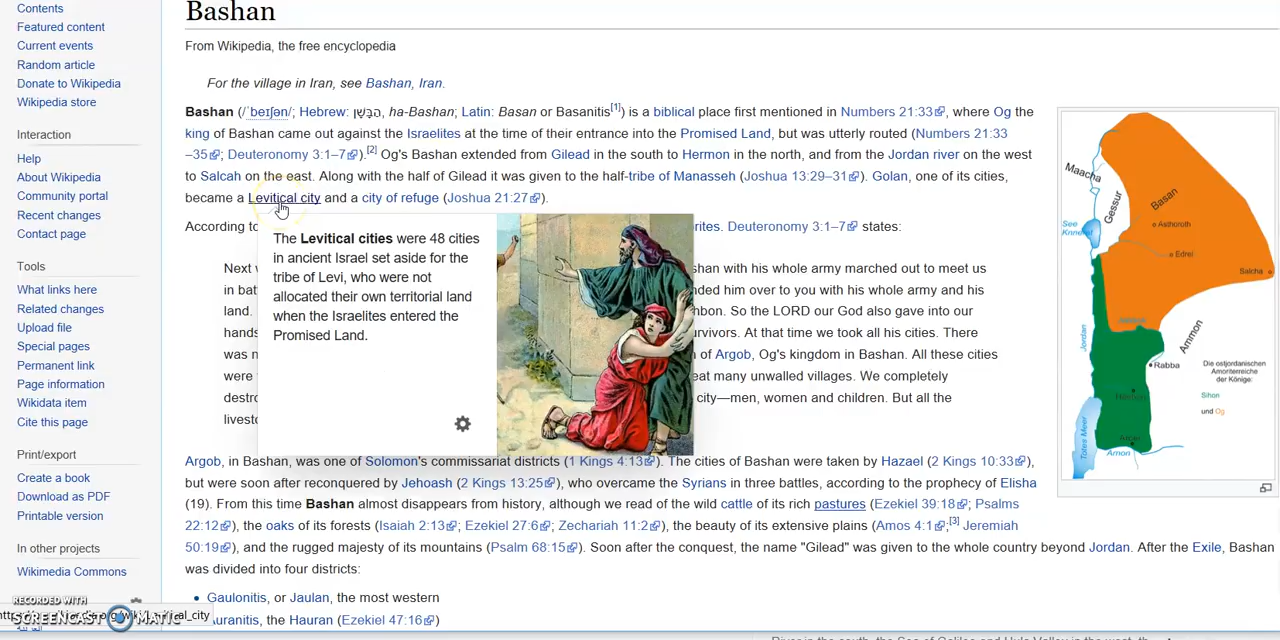 Contents
Featured content
Current events
Random article
Donate to Wikipedia
Wikipedia store
Interaction
Help
About Wikipedia
Community portal
Recent changes
Contact page
Tools
What links here
Related changes
Upload file
Special pages
Permanent link
Page information
Wikidata item
Cite this page
Print/export
Create a book
Download as PDF
Printable version
In other projects
Wikimedia Commons
RECORDED WITH
SCREENCAST MATIC
Bashan
From Wikipedia, the free encyclopedia
For the village in Iran, see Bashan, Iran.
Bashan (/ˈbeɪʃən/; Hebrew: הַבָּשָׁן, ha-Bashan; Latin: Basan or Basanitis[1]) is a biblical place first mentioned in Numbers 21:33, where Og the
king of Bashan came out against the Israelites at the time of their entrance into the Promised Land, but was utterly routed (Numbers 21:33
–35; Deuteronomy 3:1–7).[2] Og's Bashan extended from Gilead in the south to Hermon in the north, and from the Jordan river on the west
to Salcah on the east. Along with the half of Gilead it was given to the half-tribe of Manasseh (Joshua 13:29–31). Golan, one of its cities,
became a Levitical city and a city of refuge (Joshua 21:27).
According to rites. Deuteronomy 3:1–7 states:
The Levitical cities were 48 cities
in ancient Israel set aside for the
tribe of Levi, who were not
allocated their own territorial land
when the Israelites entered the
Promised Land.
Next shan with his whole army marched out to meet us
in bat nded him over to you with his whole army and his
land. hbon. So the LORD our God also gave into our
hands urvivors. At that time we took all his cities. There
was n of Argob, Og's kingdom in Bashan. All these cities
were eat many unwalled villages. We completely
destro city—men, women and children. But all the
livesto
Argob, in Bashan, was one of Solomon's commissariat districts (1 Kings 4:13). The cities of Bashan were taken by Hazael (2 Kings 10:33),
but were soon after reconquered by Jehoash (2 Kings 13:25), who overcame the Syrians in three battles, according to the prophecy of Elisha
(19). From this time Bashan almost disappears from history, although we read of the wild cattle of its rich pastures (Ezekiel 39:18; Psalms
22:12), the oaks of its forests (Isaiah 2:13; Ezekiel 27:6; Zechariah 11:2), the beauty of its extensive plains (Amos 4:1;[3] Jeremiah
50:19), and the rugged majesty of its mountains (Psalm 68:15). Soon after the conquest, the name "Gilead" was given to the whole country beyond Jordan. After the Exile, Bashan
was divided into four districts:
Gaulonitis, or Jaulan, the most western
Auranitis, the Hauran (Ezekiel 47:16)
Maacha
Gessur
Basan
Asthoroth
See
Edrei
Salcha
Jordan
Ammon
Rabba
Die ostjordanischen
Amoriterreiche
der Könige:
Sihon
und Og
Totes Meer
Arnon